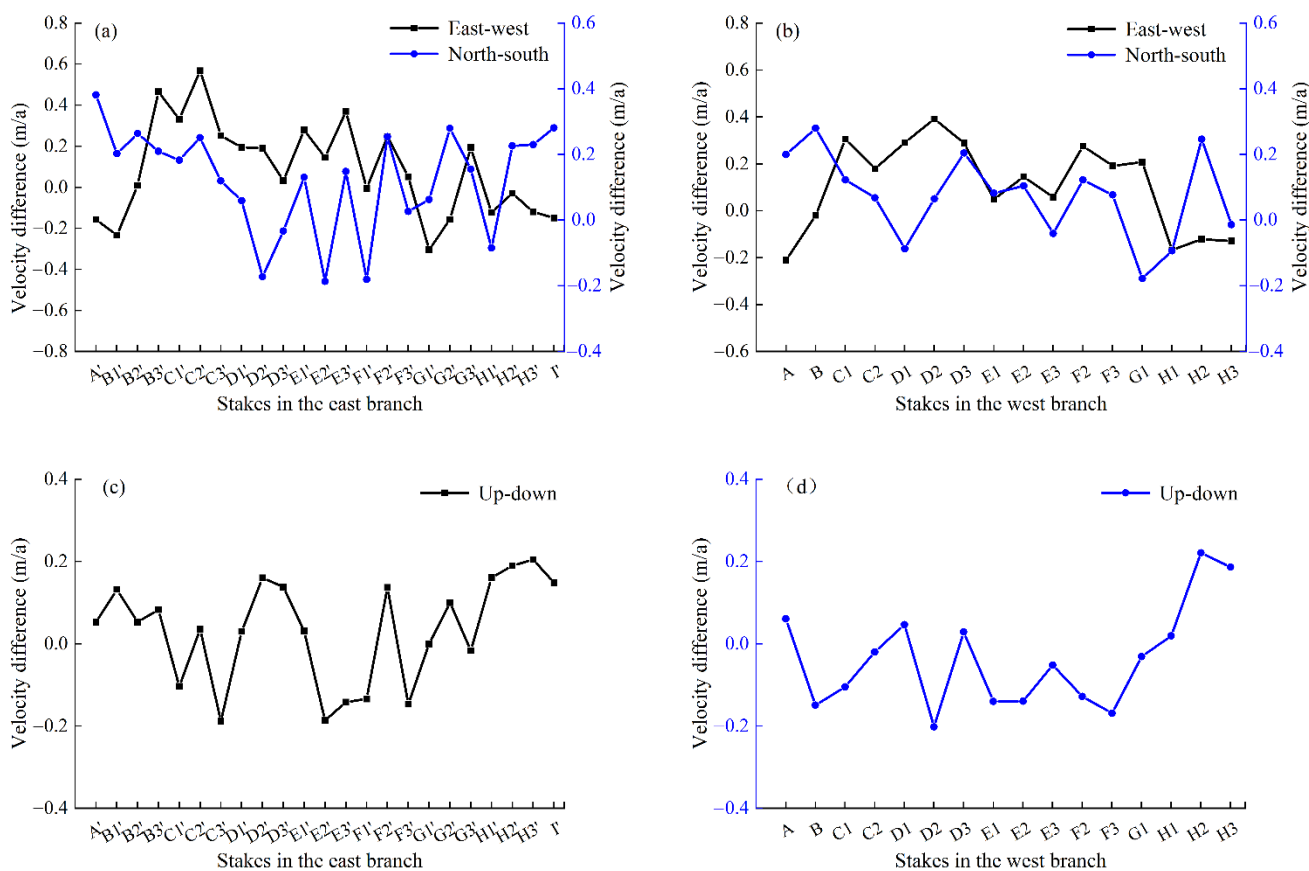 (a)
East-west
North-south
Velocity difference (m/a)
0.8
0.6
0.4
0.2
0.0
−0.2
−0.4
−0.6
−0.8
0.6
0.4
0.2
0.0
−0.2
−0.4
Velocity difference (m/a)
A' B1' B2' B3' C1' C2' C3' D1' D2' D3' E1' E2' E3' F1' F2' F3' G1' G2' G3' H1' H2' H3' I'
Stakes in the east branch
(b)
East-west
North-south
Velocity difference (m/a)
0.8
0.6
0.4
0.2
0.0
−0.2
−0.4
−0.6
0.6
0.4
0.2
0.0
−0.2
−0.4
Velocity difference (m/a)
A B C1 C2 D1 D2 D3 E1 E2 E3 F2 F3 G1 H1 H2 H3
Stakes in the west branch
(c)
Up-down
Velocity difference (m/a)
0.4
0.2
0.0
−0.2
−0.4
A' B1' B2' B3' C1' C2' C3' D1' D2' D3' E1' E2' E3' F1' F2' F3' G1' G2' G3' H1' H2' H3' I'
Stakes in the east branch
（d）
Up-down
Velocity difference (m/a)
0.4
0.2
0.0
−0.2
−0.4
A B C1 C2 D1 D2 D3 E1 E2 E3 F2 F3 G1 H1 H2 H3
Stakes in the west branch